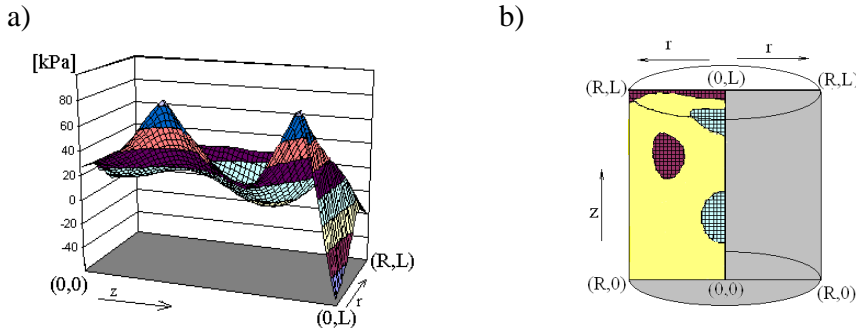 a)
[kPa]
80
60
40
20
0
-20
-40
(0,0)
z
(0,L)
r
(R,L)
b)
r r
(R,L) (0,L) (R,L)
z
(R,0) (0,0) (R,0)